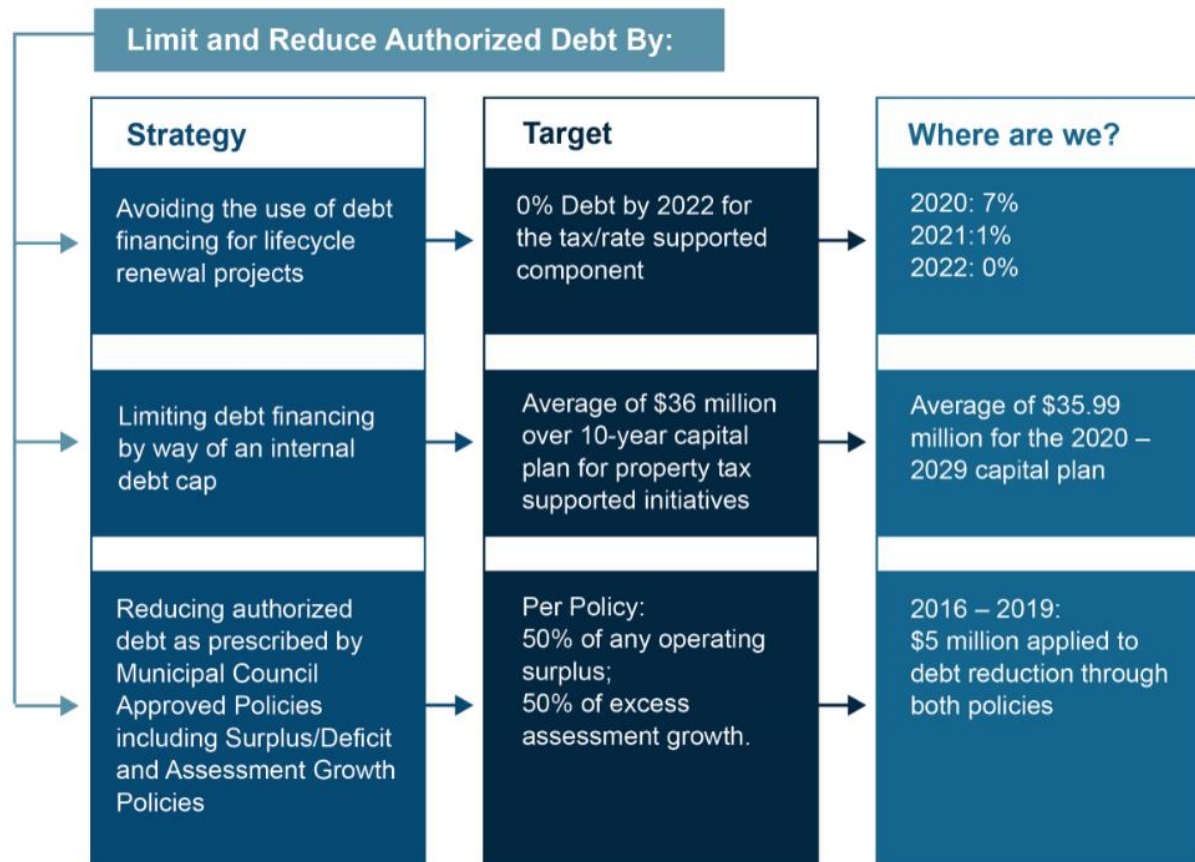 Limit and Reduce Authorized Debt By:
Strategy
Target
Where are we?
Avoiding the use of debt
financing for lifecycle
renewal projects
0% Debt by 2022 for
the tax/rate supported
component
2020: 7%
2021:1%
2022: 0%
Limiting debt financing
by way of an internal
debt cap
Average of $36 million
over 10-year capital
plan for property tax
supported initiatives
Average of $35.99
million for the 2020 –
2029 capital plan
Reducing authorized
debt as prescribed by
Municipal Council
Approved Policies
including Surplus/Deficit
and Assessment Growth
Policies
Per Policy:
50% of any operating
surplus;
50% of excess
assessment growth.
2016 – 2019:
$5 million applied to
debt reduction through
both policies